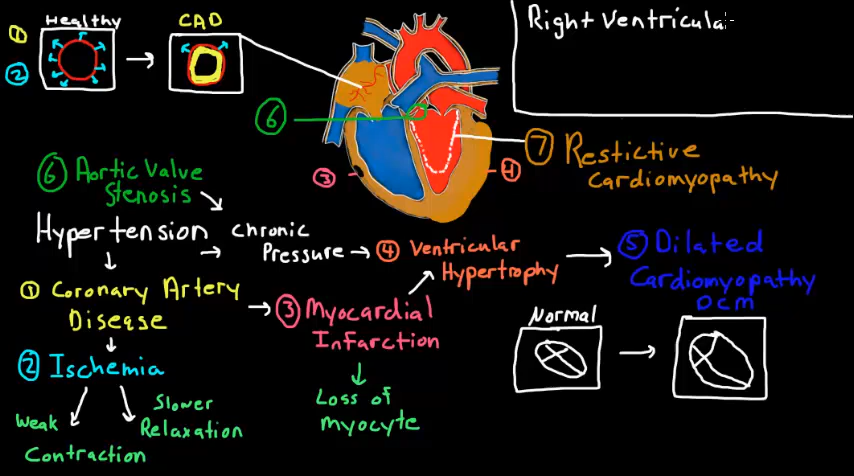 Healthy
CAD
Right Ventricula
①
②
⑥
③
④
⑦ Restictive
Cardiomyopathy
⑥ Aortic Valve
Stenosis
Hypertension
Chronic
Pressure
④ Ventricular
Hypertrophy
⑤ Dilated
Cardiomyopathy
DCM
① Coronary Artery
Disease
③ Myocardial
Infarction
Normal
② Ischemia
Loss of
myocyte
Weak
Contraction
Slower
Relaxation